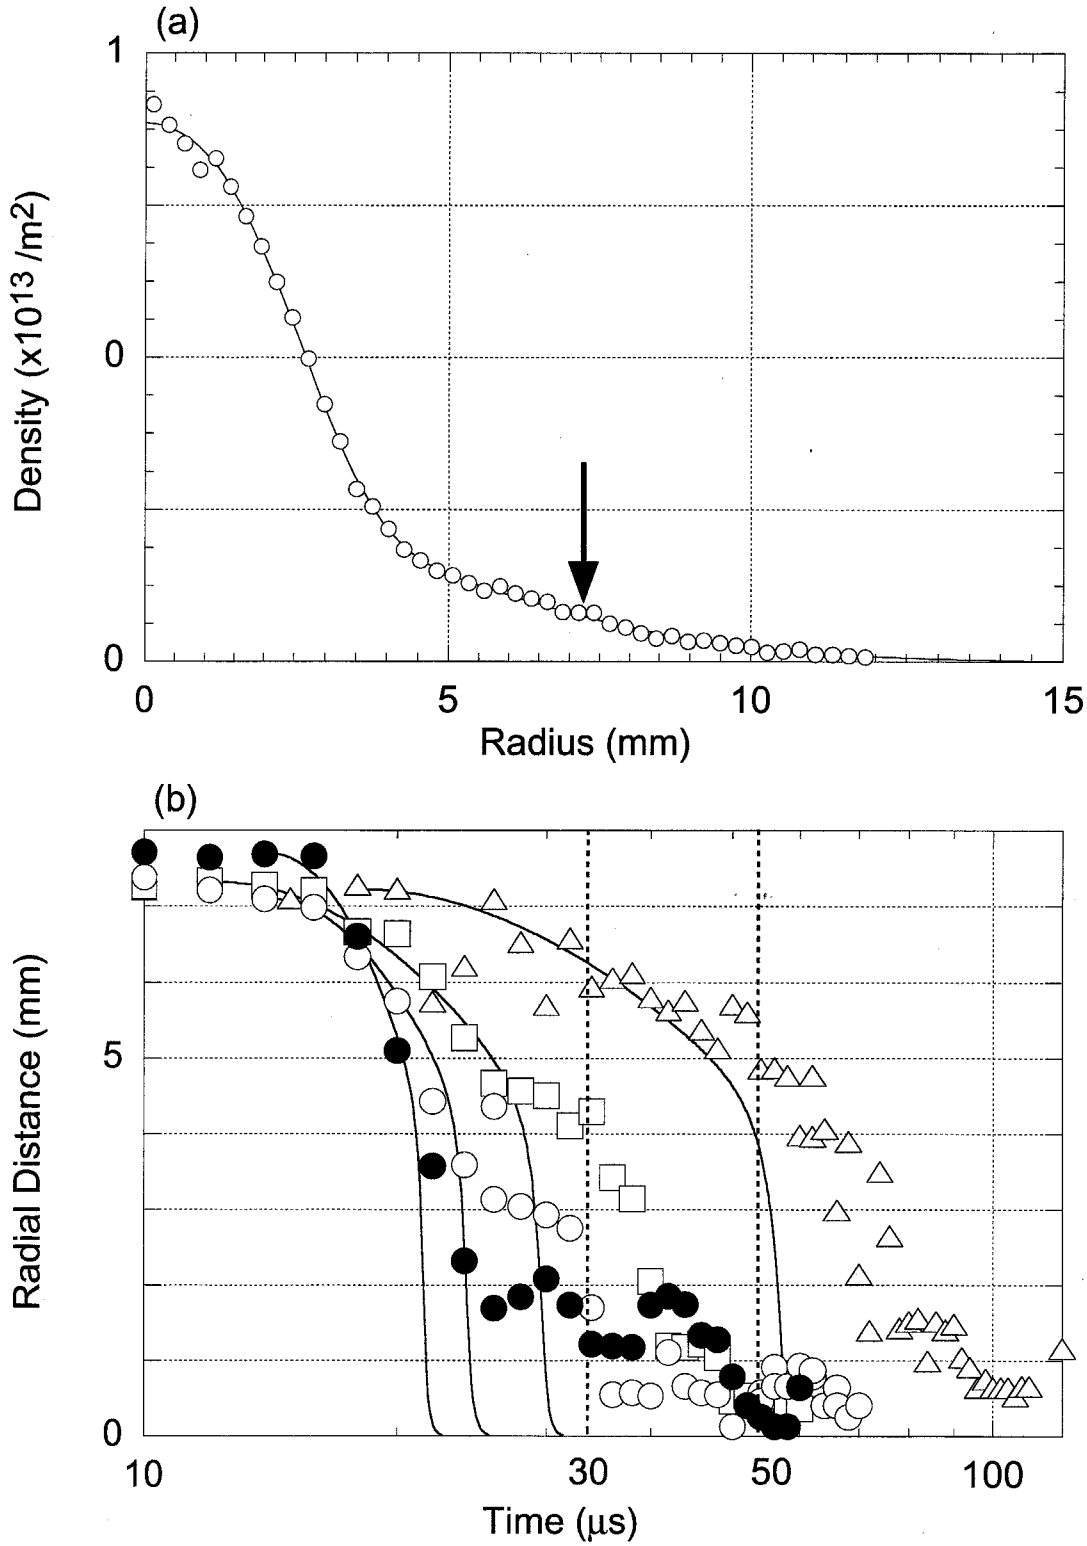 (a)
1
0
0
Density (x10¹³ /m²)
0 5 10 15
Radius (mm)
(b)
5
0
Radial Distance (mm)
10 30 50 100
Time (μs)